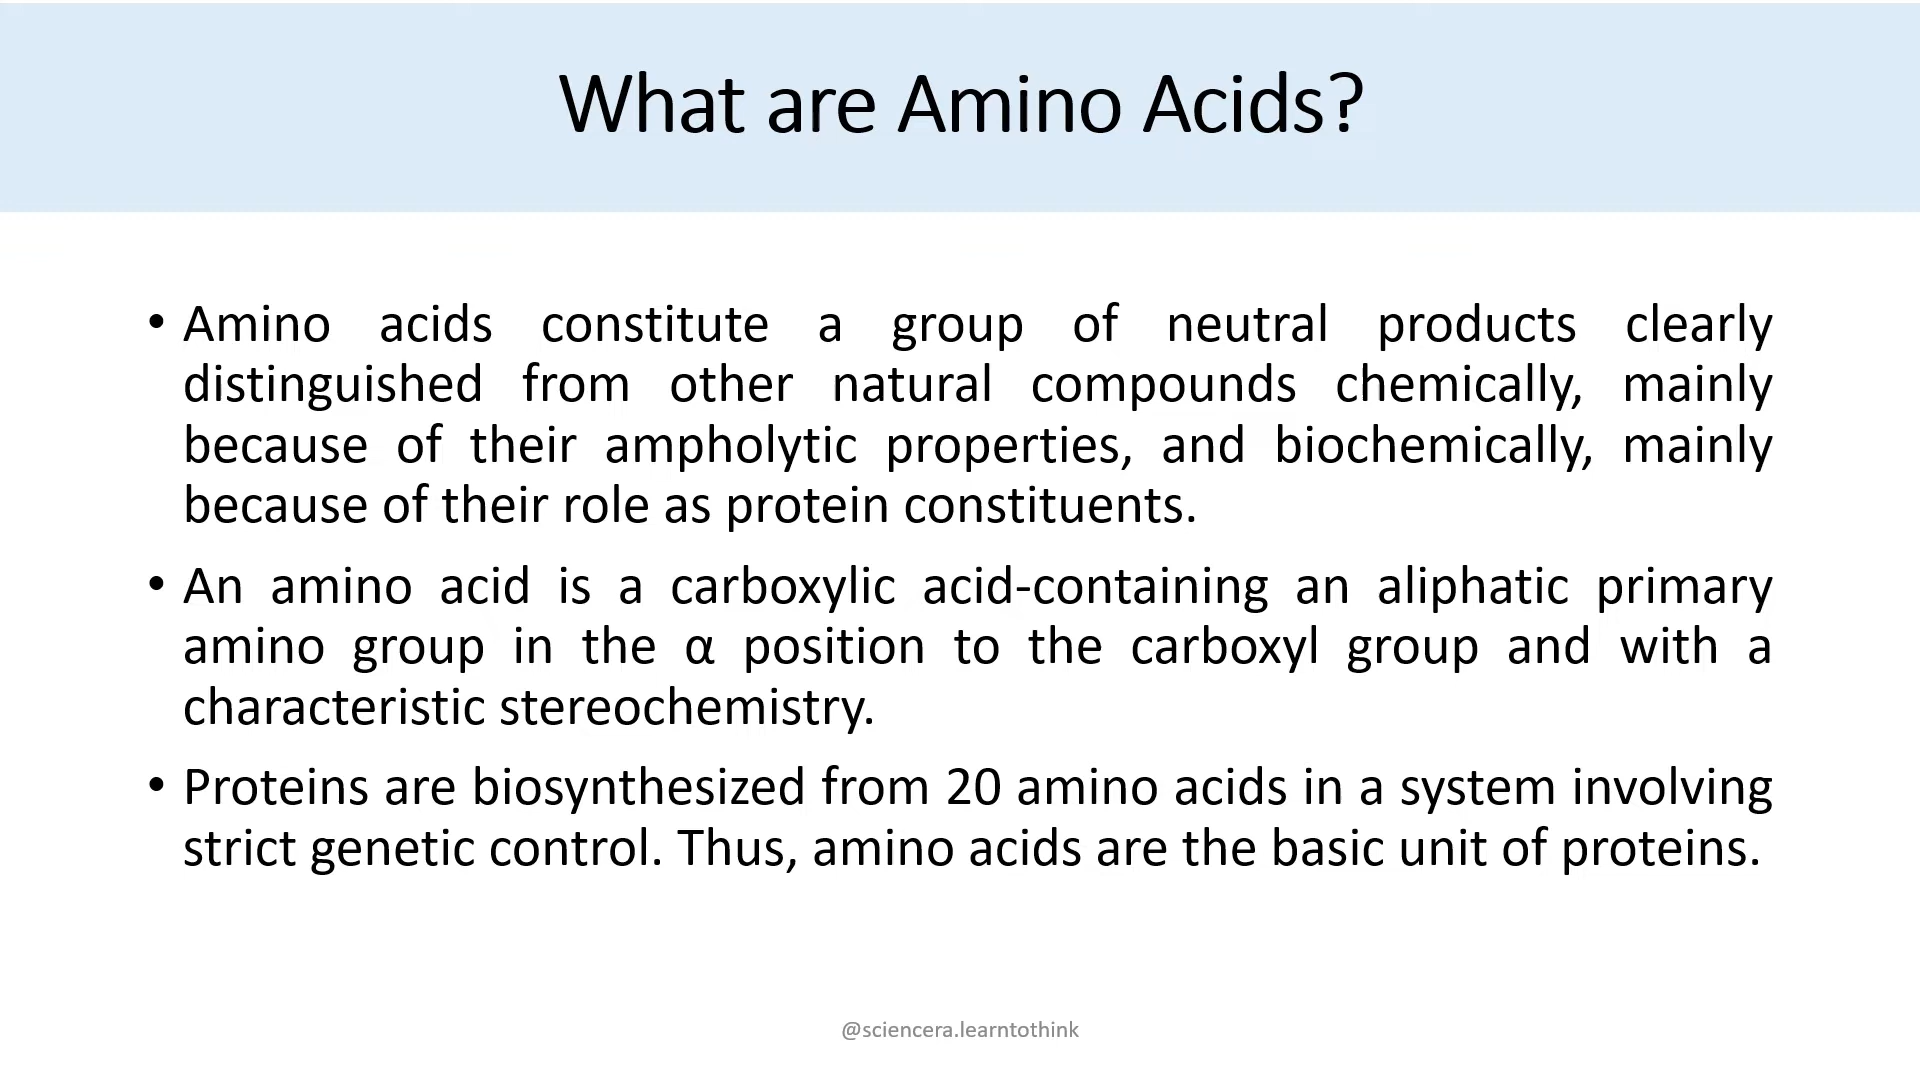 What are Amino Acids?
• Amino acids constitute a group of neutral products clearly
distinguished from other natural compounds chemically, mainly
because of their ampholytic properties, and biochemically, mainly
because of their role as protein constituents.
• An amino acid is a carboxylic acid-containing an aliphatic primary
amino group in the α position to the carboxyl group and with a
characteristic stereochemistry.
• Proteins are biosynthesized from 20 amino acids in a system involving
strict genetic control. Thus, amino acids are the basic unit of proteins.
@sciencera.learntothink